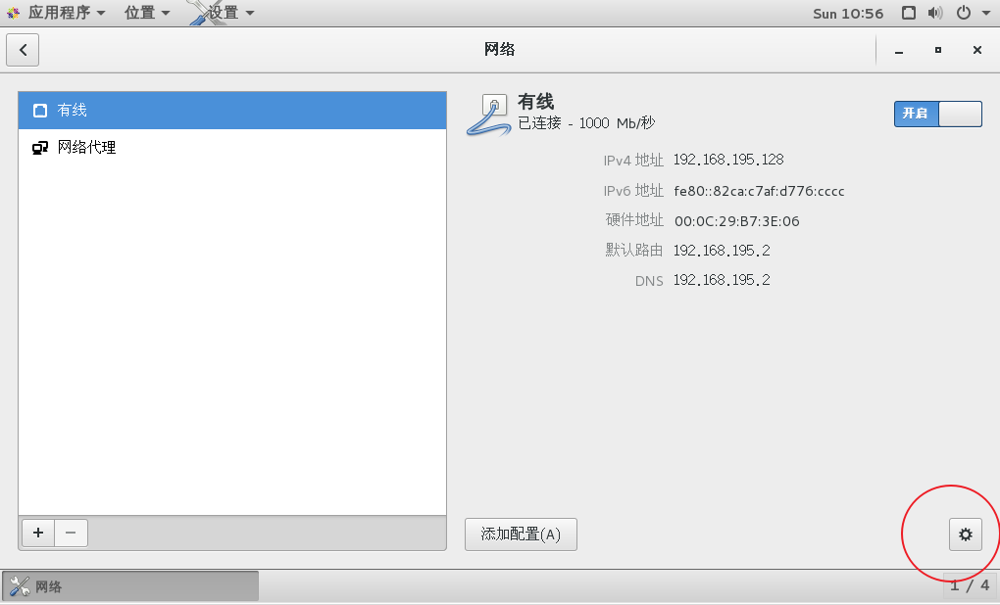 应用程序 位置 设置 Sun 10:56
网络
有线
网络代理
有线
已连接 - 1000 Mb/秒
开启
IPv4 地址 192.168.195.128
IPv6 地址 fe80::82ca:c7af:d776:cccc
硬件地址 00:0C:29:B7:3E:06
默认路由 192.168.195.2
DNS 192.168.195.2
添加配置(A)
网络 1 / 4